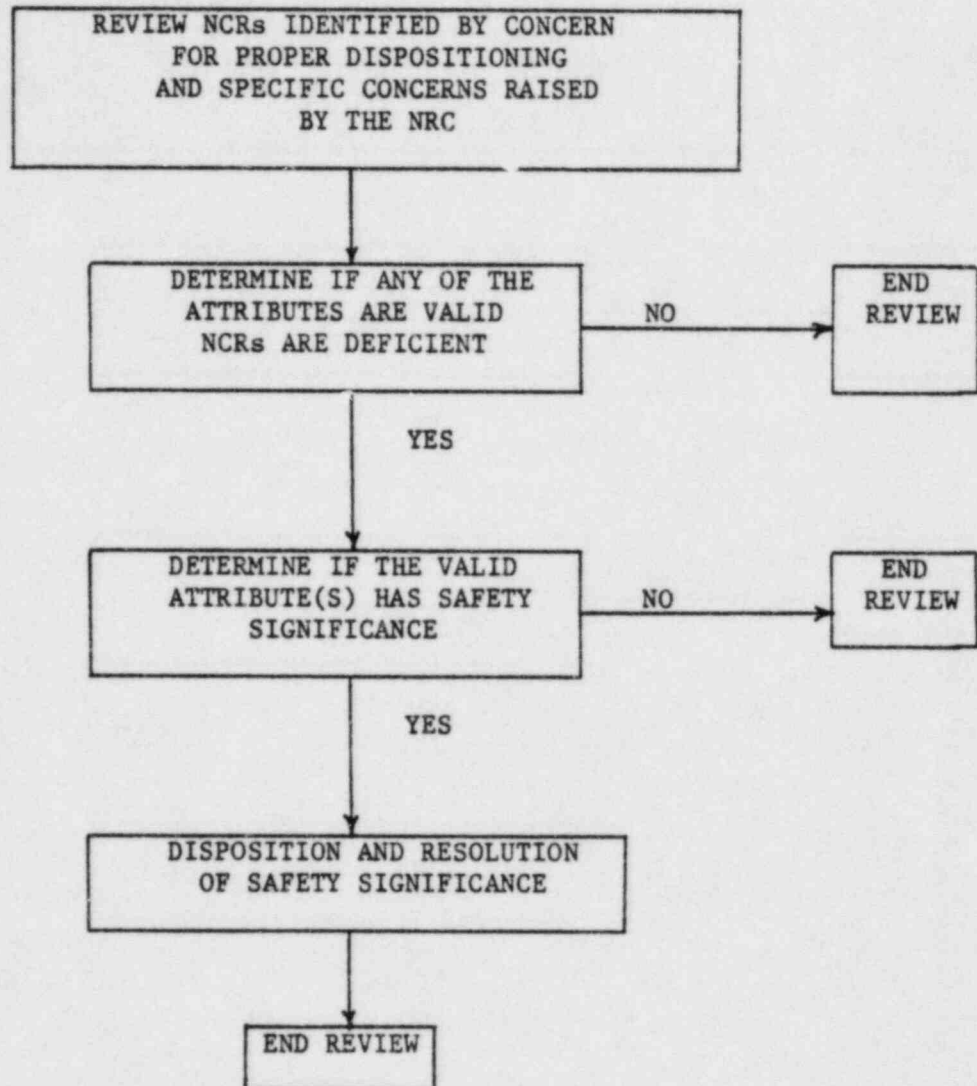 REVIEW NCRs IDENTIFIED BY CONCERN
FOR PROPER DISPOSITIONING
AND SPECIFIC CONCERNS RAISED
BY THE NRC
DETERMINE IF ANY OF THE
ATTRIBUTES ARE VALID
NCRs ARE DEFICIENT
NO
END
REVIEW
YES
DETERMINE IF THE VALID
ATTRIBUTE(S) HAS SAFETY
SIGNIFICANCE
NO
END
REVIEW
YES
DISPOSITION AND RESOLUTION
OF SAFETY SIGNIFICANCE
END REVIEW